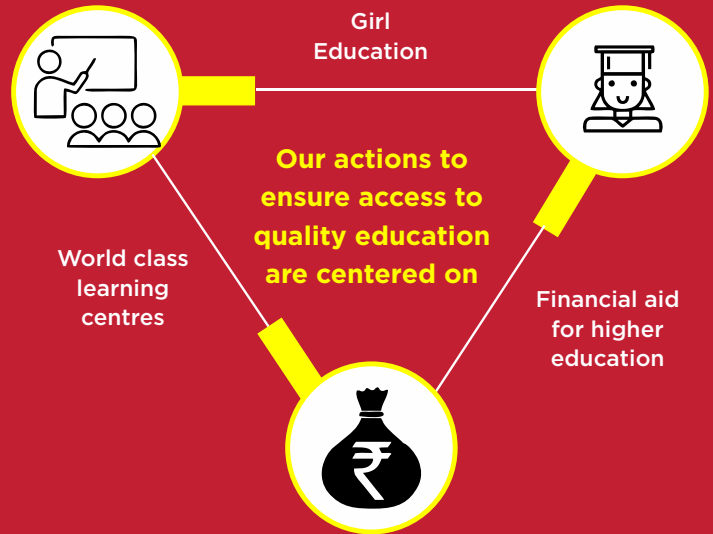 Girl
Education
Our actions to
ensure access to
quality education
are centered on
World class
learning
centres
Financial aid
for higher
education
₹